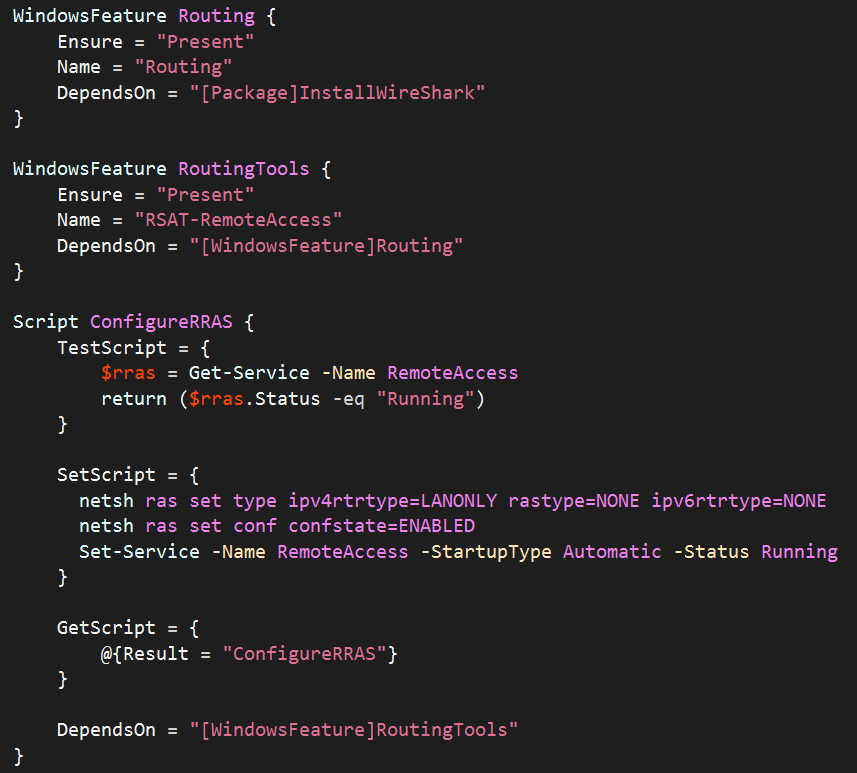 WindowsFeature Routing {
    Ensure = "Present"
    Name = "Routing"
    DependsOn = "[Package]InstallWireShark"
}

WindowsFeature RoutingTools {
    Ensure = "Present"
    Name = "RSAT-RemoteAccess"
    DependsOn = "[WindowsFeature]Routing"
}

Script ConfigureRRAS {
    TestScript = {
        $rras = Get-Service -Name RemoteAccess
        return ($rras.Status -eq "Running")
    }

    SetScript = {
      netsh ras set type ipv4rtrtype=LANONLY rastype=NONE ipv6rtrtype=NONE
      netsh ras set conf confstate=ENABLED
      Set-Service -Name RemoteAccess -StartupType Automatic -Status Running
    }

    GetScript = {
        @{Result = "ConfigureRRAS"}
    }

    DependsOn = "[WindowsFeature]RoutingTools"
}